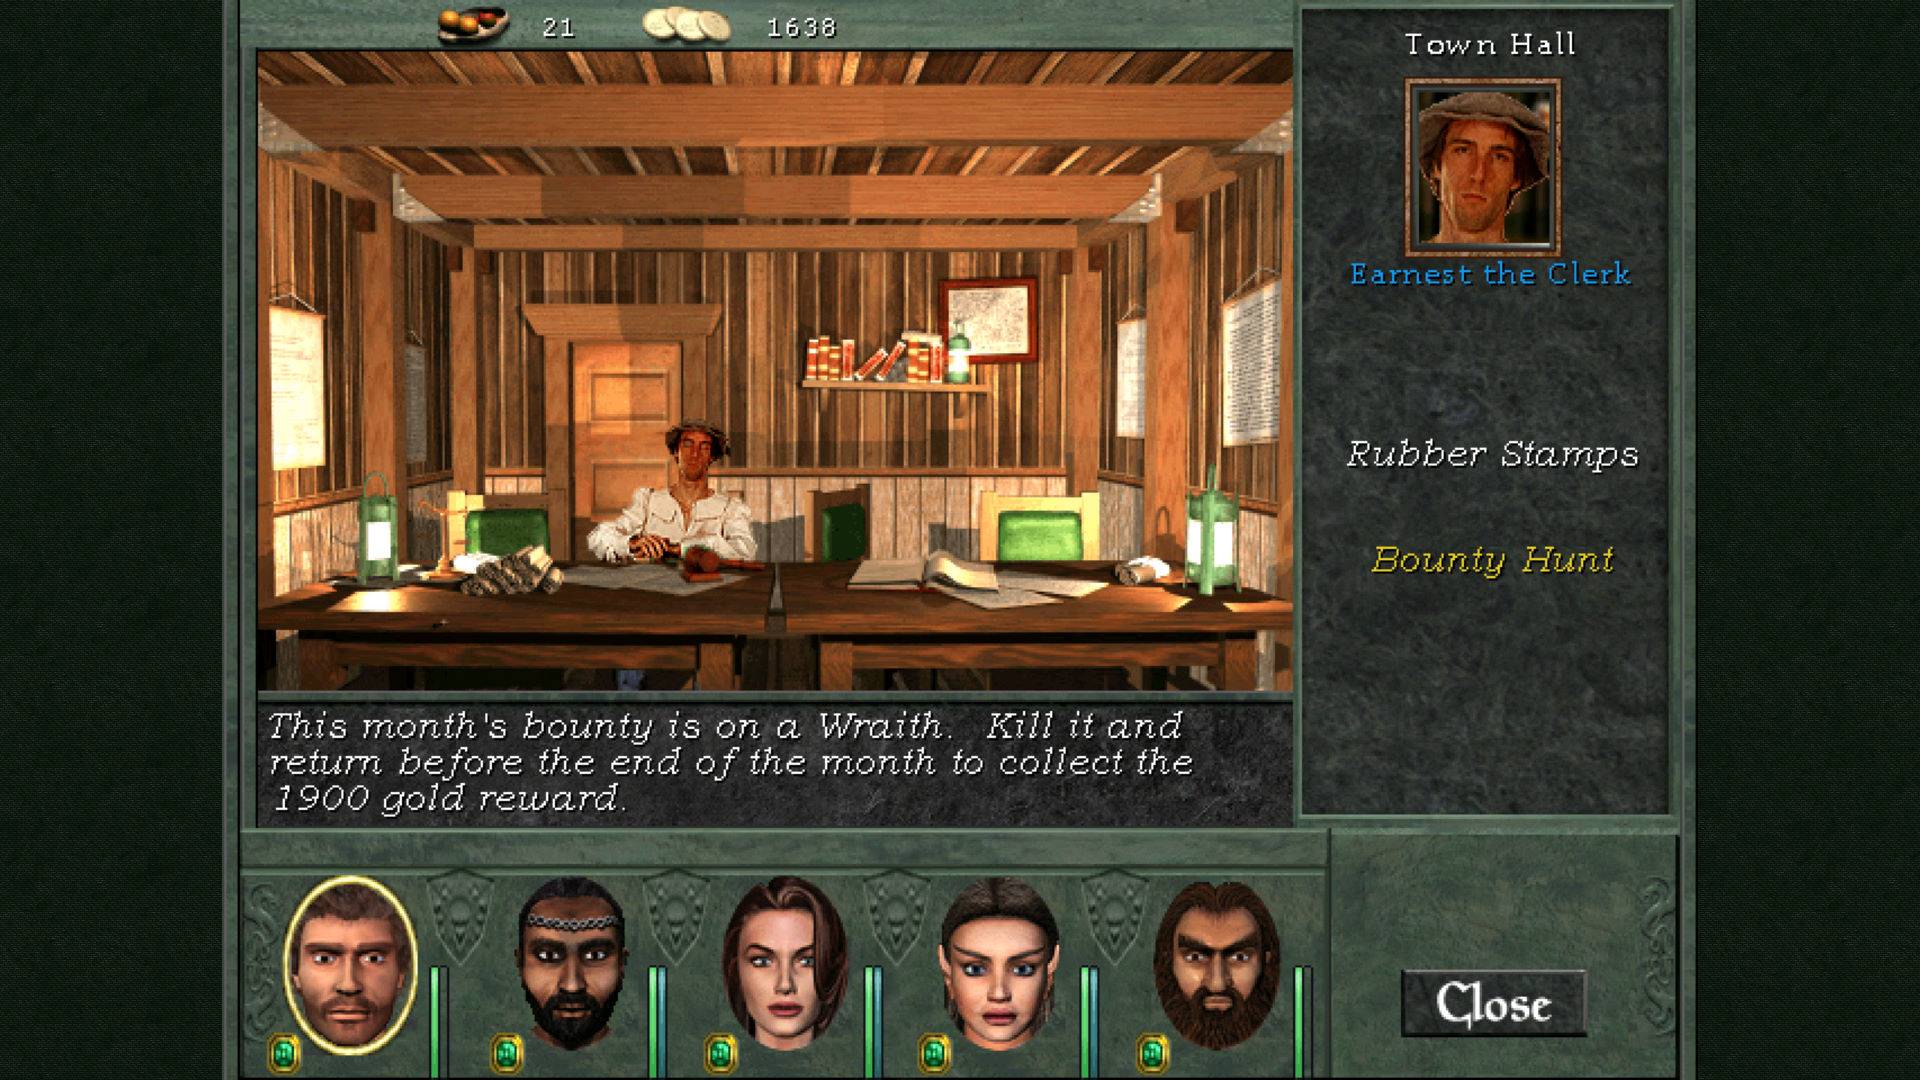 21 1638
Town Hall
Earnest the Clerk
Rubber Stamps
Bounty Hunt
This month's bounty is on a Wraith. Kill it and
return before the end of the month to collect the
1900 gold reward.
Close